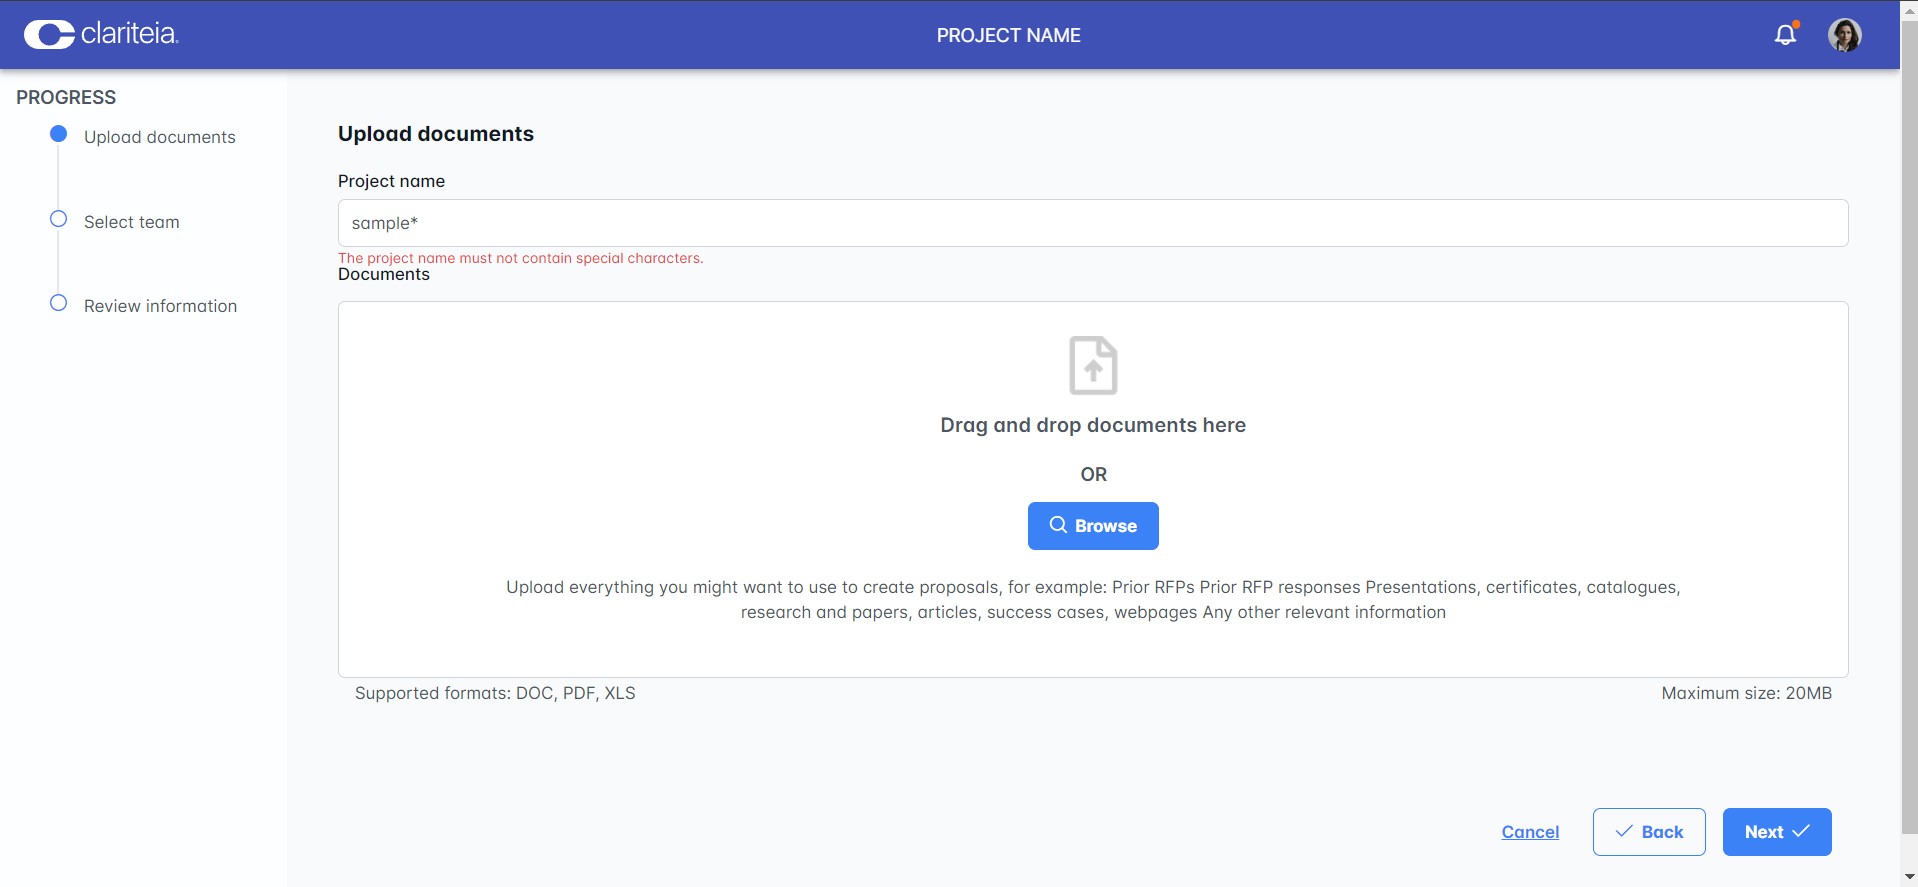 clariteia.
PROJECT NAME
PROGRESS
Upload documents
Select team
Review information
Upload documents
Project name
sample*
The project name must not contain special characters.
Documents
Drag and drop documents here
OR
Browse
Upload everything you might want to use to create proposals, for example: Prior RFPs Prior RFP responses Presentations, certificates, catalogues,
research and papers, articles, success cases, webpages Any other relevant information
Supported formats: DOC, PDF, XLS
Maximum size: 20MB
Cancel
Back
Next